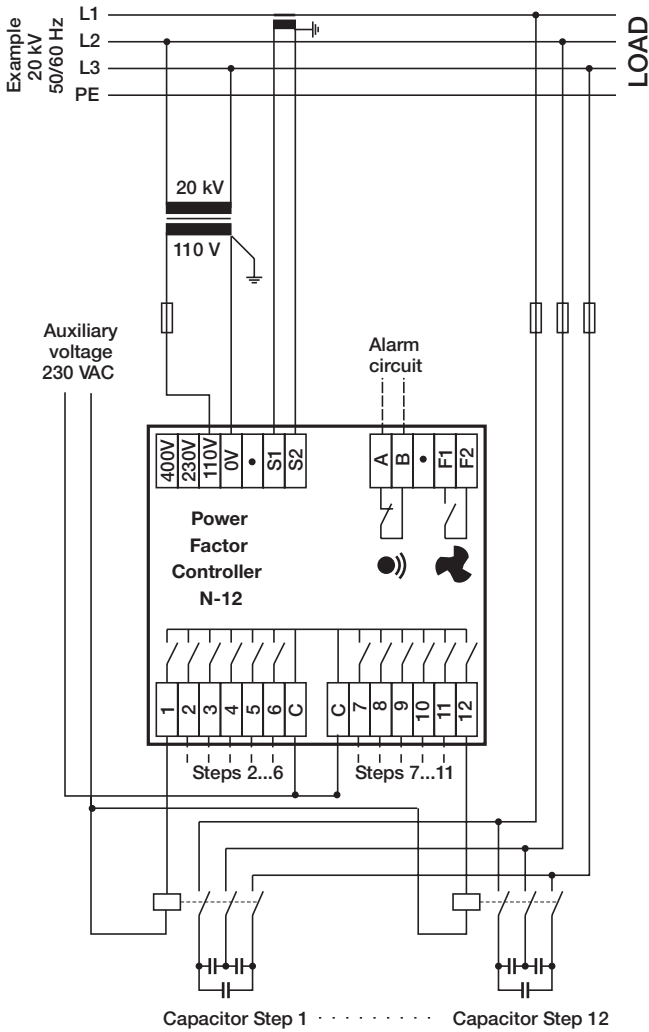 Example
20 kV
50/60 Hz
L1
L2
L3
PE
LOAD
20 kV
110 V
Auxiliary
voltage
230 VAC
Alarm
circuit
400V
230V
110V
0V
•
S1
S2
A
B
•
F1
F2
Power
Factor
Controller
N-12
1
2
3
4
5
6
C
C
7
8
9
10
11
12
Steps 2...6
Steps 7...11
Capacitor Step 1 · · · · · · · · · Capacitor Step 12